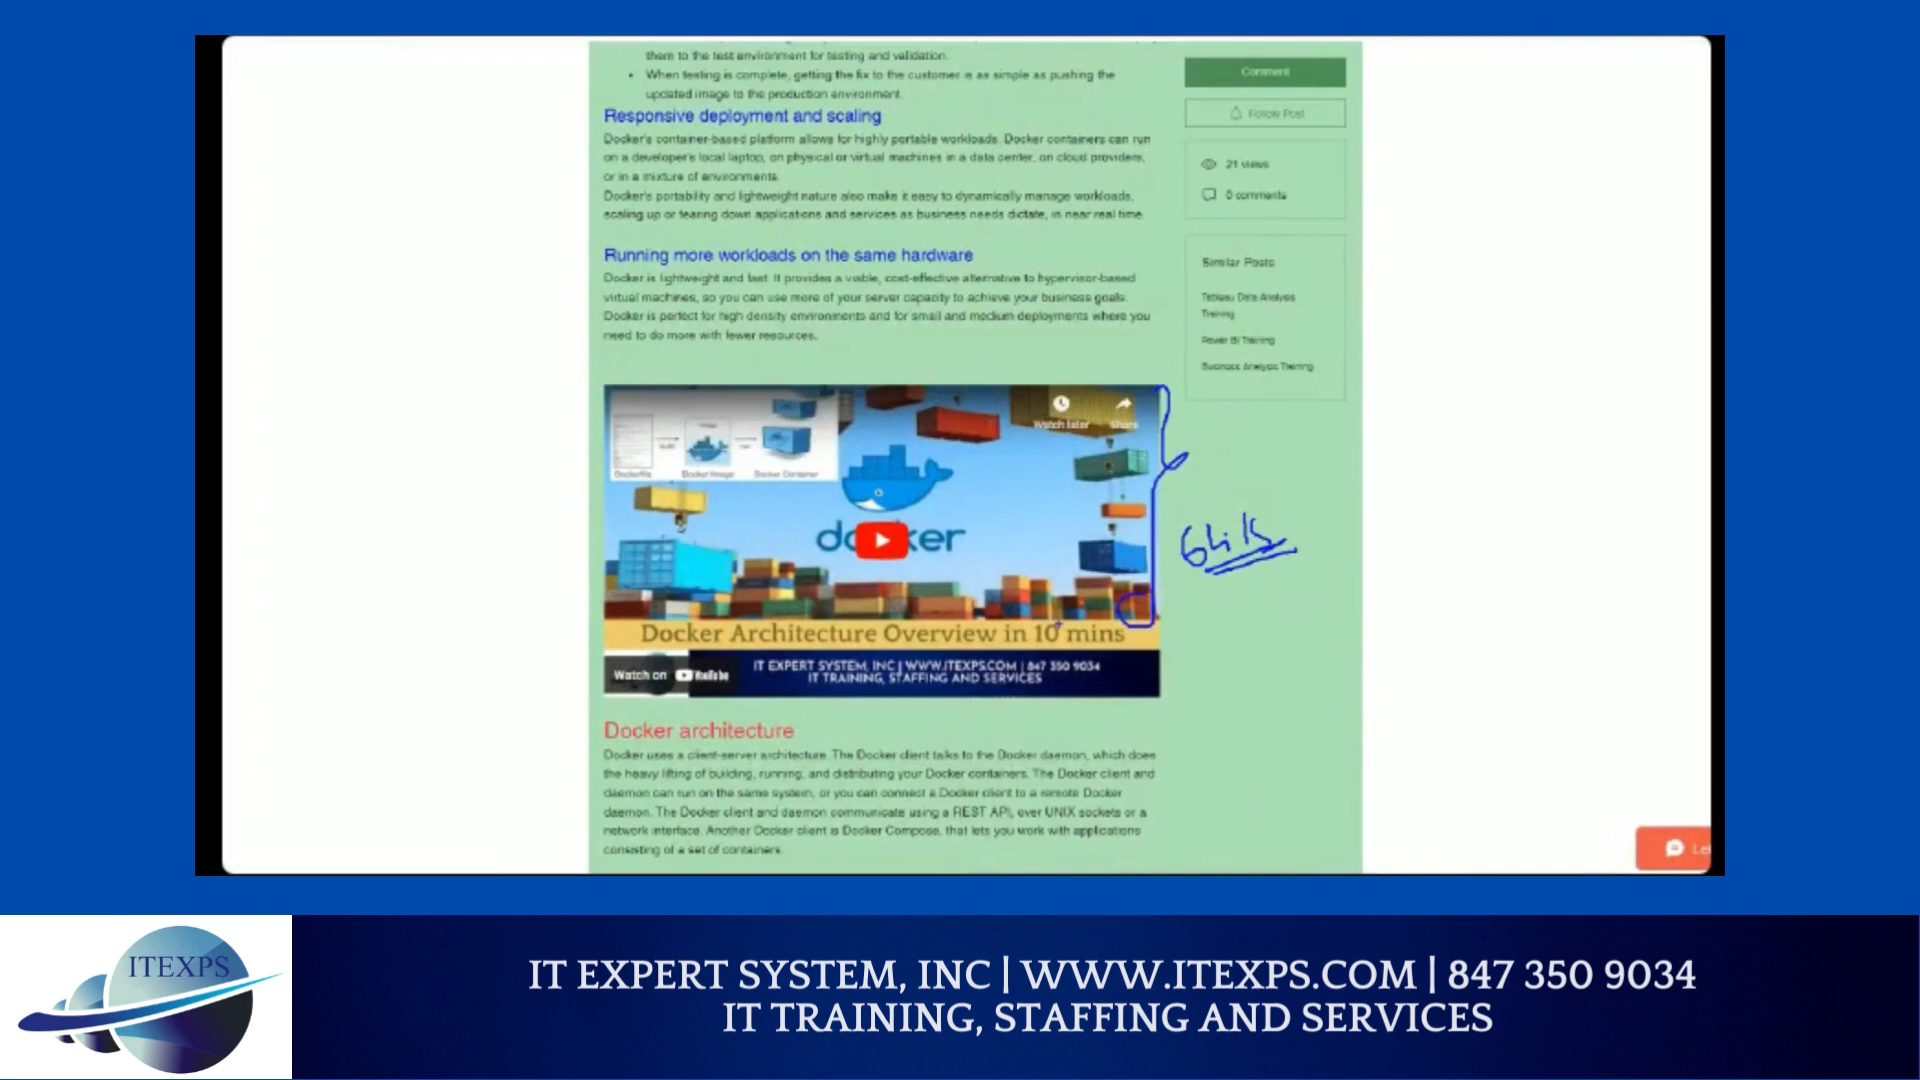 them to the test environment for testing and validation.
• When testing is complete, getting the fix to the customer is as simple as pushing the
updated image to the production environment.
Responsive deployment and scaling
Docker's container-based platform allows for highly portable workloads. Docker containers can run
on a developer's local laptop, on physical or virtual machines in a data center, on cloud providers,
or in a mixture of environments.
Docker's portability and lightweight nature also make it easy to dynamically manage workloads,
scaling up or tearing down applications and services as business needs dictate, in near real time.
Running more workloads on the same hardware
Docker is lightweight and fast. It provides a viable, cost-effective alternative to hypervisor-based
virtual machines, so you can use more of your server capacity to achieve your business goals.
Docker is perfect for high density environments and for small and medium deployments where you
need to do more with fewer resources.
Comment
Follow Post
21 views
0 comments
Similar Posts
Tableau Data Analysis
Training
Power BI Training
Business Analysis Training
Watch later
Share
build
run
Dockerfile
Docker Image
Docker Container
docker
Docker Architecture Overview in 10 mins
IT EXPERT SYSTEM, INC | WWW.ITEXPS.COM | 847 350 9034
IT TRAINING, STAFFING AND SERVICES
Watch on YouTube
Docker architecture
Docker uses a client-server architecture. The Docker client talks to the Docker daemon, which does
the heavy lifting of building, running, and distributing your Docker containers. The Docker client and
daemon can run on the same system, or you can connect a Docker client to a remote Docker
daemon. The Docker client and daemon communicate using a REST API, over UNIX sockets or a
network interface. Another Docker client is Docker Compose, that lets you work with applications
consisting of a set of containers.
ITEXPS
IT EXPERT SYSTEM, INC | WWW.ITEXPS.COM | 847 350 9034
IT TRAINING, STAFFING AND SERVICES